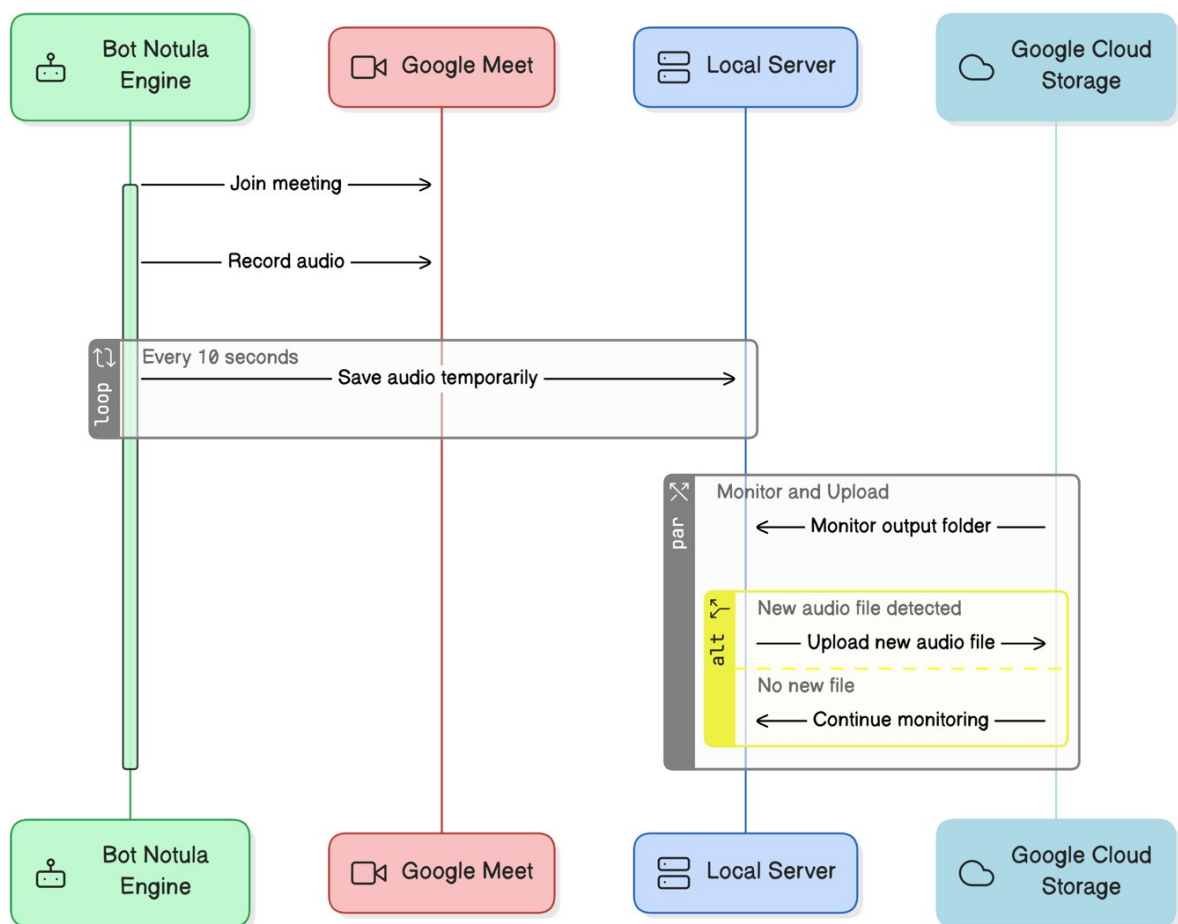 Bot Notula
Engine
Google Meet
Local Server
Google Cloud
Storage
Join meeting
Record audio
loop
Every 10 seconds
Save audio temporarily
par
Monitor and Upload
Monitor output folder
alt
New audio file detected
Upload new audio file
No new file
Continue monitoring
Bot Notula
Engine
Google Meet
Local Server
Google Cloud
Storage